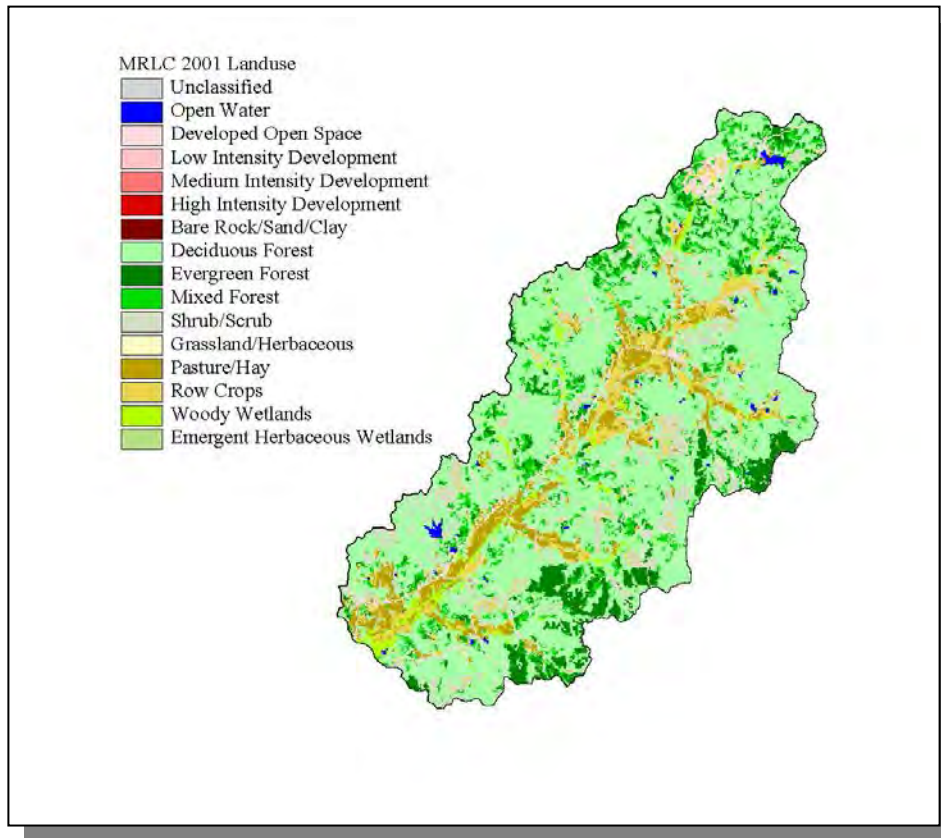 MRLC 2001 Landuse
Unclassified
Open Water
Developed Open Space
Low Intensity Development
Medium Intensity Development
High Intensity Development
Bare Rock/Sand/Clay
Deciduous Forest
Evergreen Forest
Mixed Forest
Shrub/Scrub
Grassland/Herbaceous
Pasture/Hay
Row Crops
Woody Wetlands
Emergent Herbaceous Wetlands